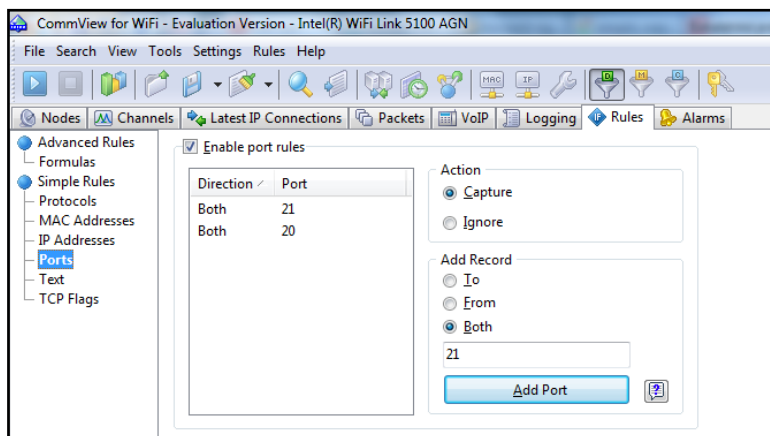 CommView for WiFi - Evaluation Version - Intel(R) WiFi Link 5100 AGN
File Search View Tools Settings Rules Help
MAC IP D M C
Nodes Channels Latest IP Connections Packets VoIP Logging IF Rules Alarms
Advanced Rules
Formulas
Simple Rules
Protocols
MAC Addresses
IP Addresses
Ports
Text
TCP Flags
Enable port rules
Direction Port
Both 21
Both 20
Action
Capture
Ignore
Add Record
To
From
Both
21
Add Port ?